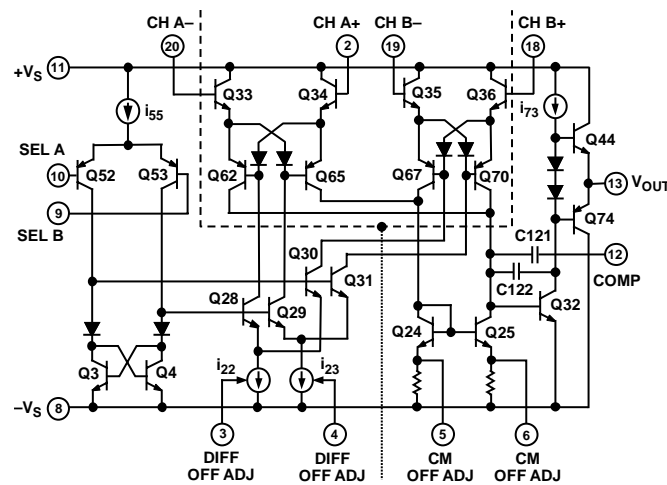 CH A– CH A+ CH B– CH B+
20 2 19 18
+VS 11
Q33 Q34 Q35 Q36
i55 i73
Q44
SEL A
10 Q52 Q53 Q62 Q65 Q67 Q70
13 VOUT
9 Q74
SEL B
C121 12
Q30 COMP
C122
Q31
Q28 Q29 Q32
Q24 Q25
Q3 Q4 i22 i23
–VS 8
3 4 5 6
DIFF DIFF CM CM
OFF ADJ OFF ADJ OFF ADJ OFF ADJ